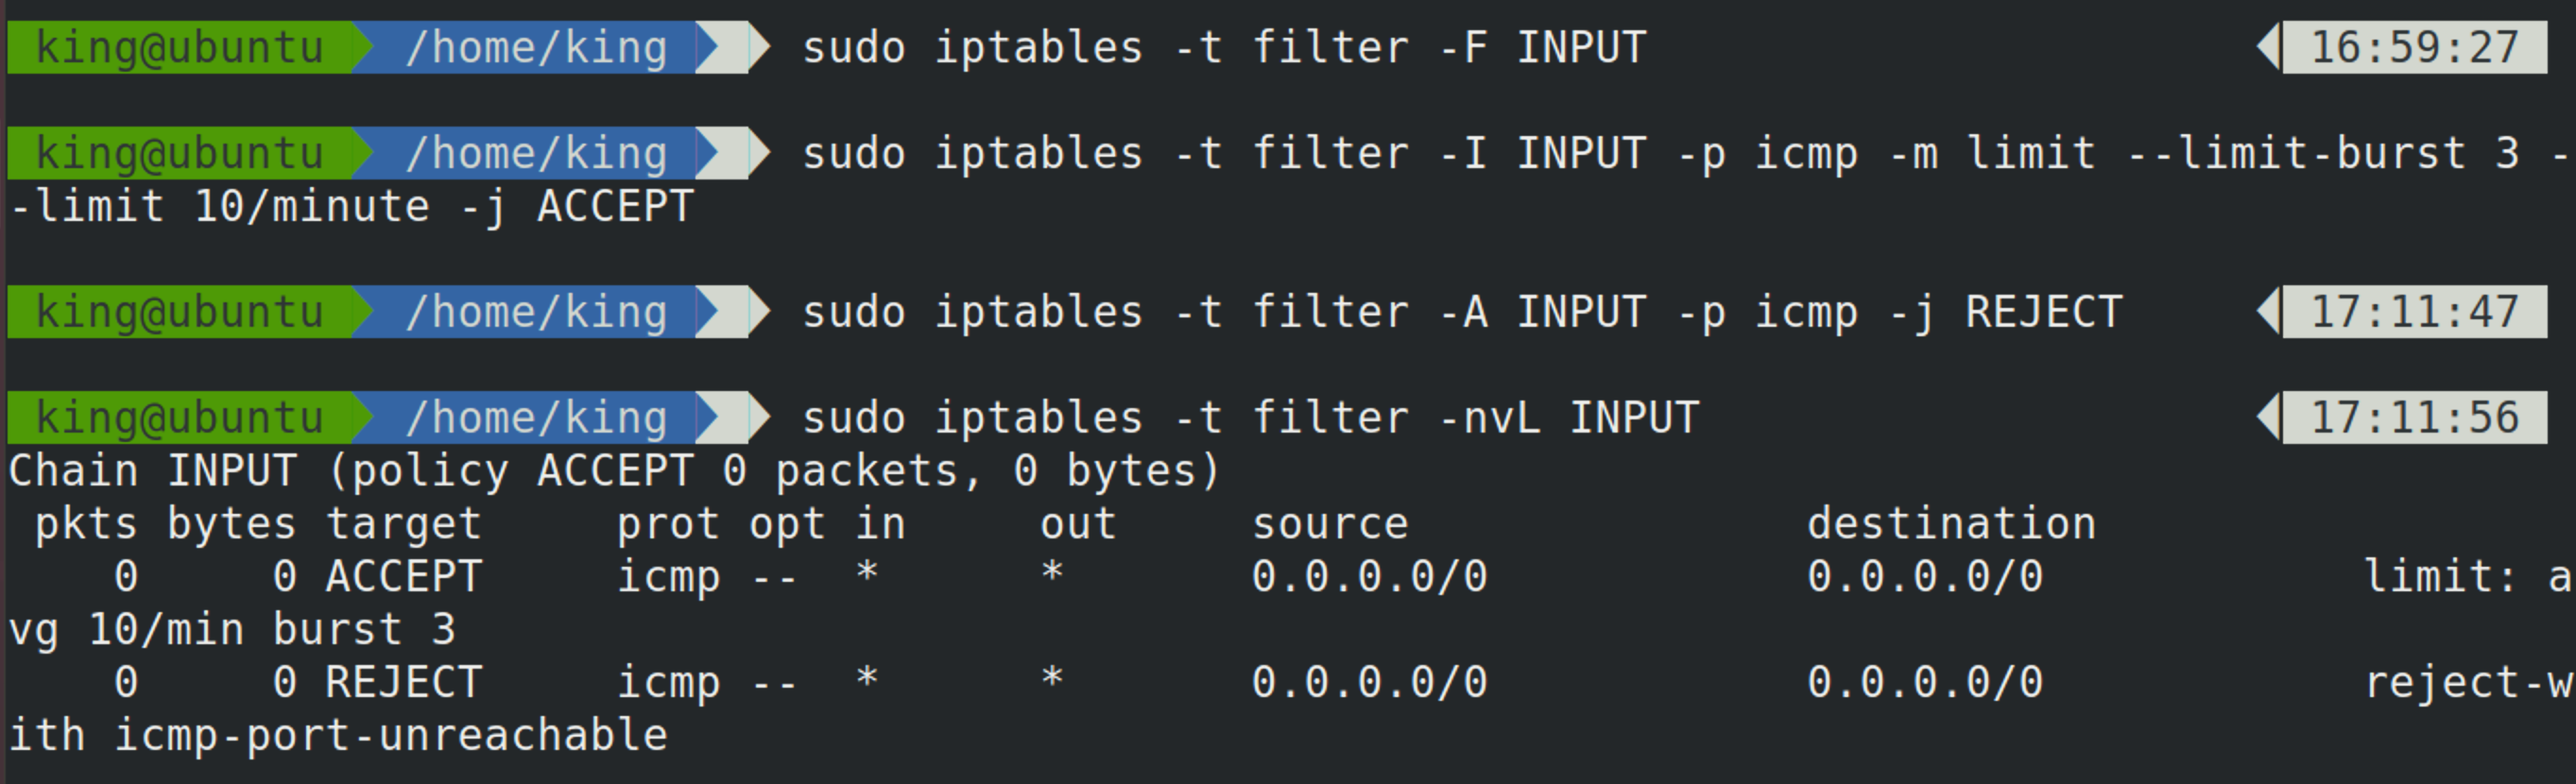 king@ubuntu /home/king sudo iptables -t filter -F INPUT 16:59:27
king@ubuntu /home/king sudo iptables -t filter -I INPUT -p icmp -m limit --limit-burst 3 -
-limit 10/minute -j ACCEPT
king@ubuntu /home/king sudo iptables -t filter -A INPUT -p icmp -j REJECT 17:11:47
king@ubuntu /home/king sudo iptables -t filter -nvL INPUT 17:11:56
Chain INPUT (policy ACCEPT 0 packets, 0 bytes)
pkts bytes target prot opt in out source destination
0 0 ACCEPT icmp -- * * 0.0.0.0/0 0.0.0.0/0 limit: a
vg 10/min burst 3
0 0 REJECT icmp -- * * 0.0.0.0/0 0.0.0.0/0 reject-w
ith icmp-port-unreachable